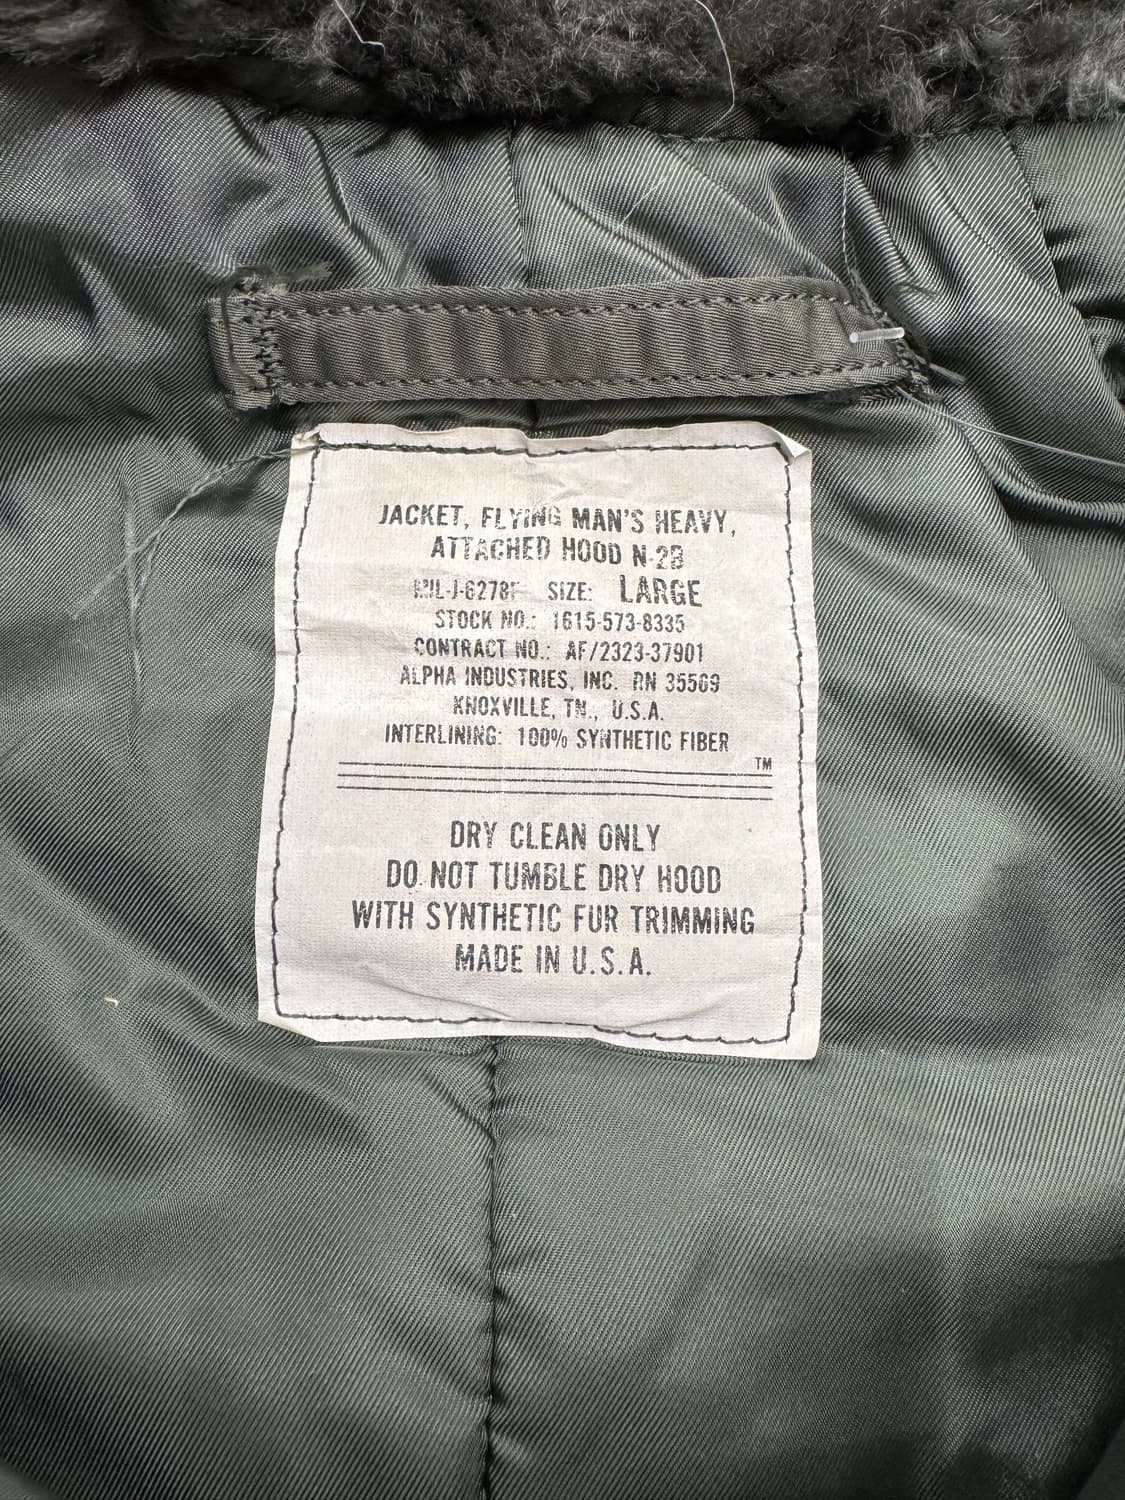 JACKET, FLYING MAN'S HEAVY,
ATTACHED HOOD N-2B
MIL-J-6278F SIZE: LARGE
STOCK NO.: 1615-573-8335
CONTRACT NO.: AF/2323-37901
ALPHA INDUSTRIES, INC. RN 35569
KNOXVILLE, TN., U.S.A.
INTERLINING: 100% SYNTHETIC FIBER
TM
DRY CLEAN ONLY
DO NOT TUMBLE DRY HOOD
WITH SYNTHETIC FUR TRIMMING
MADE IN U.S.A.